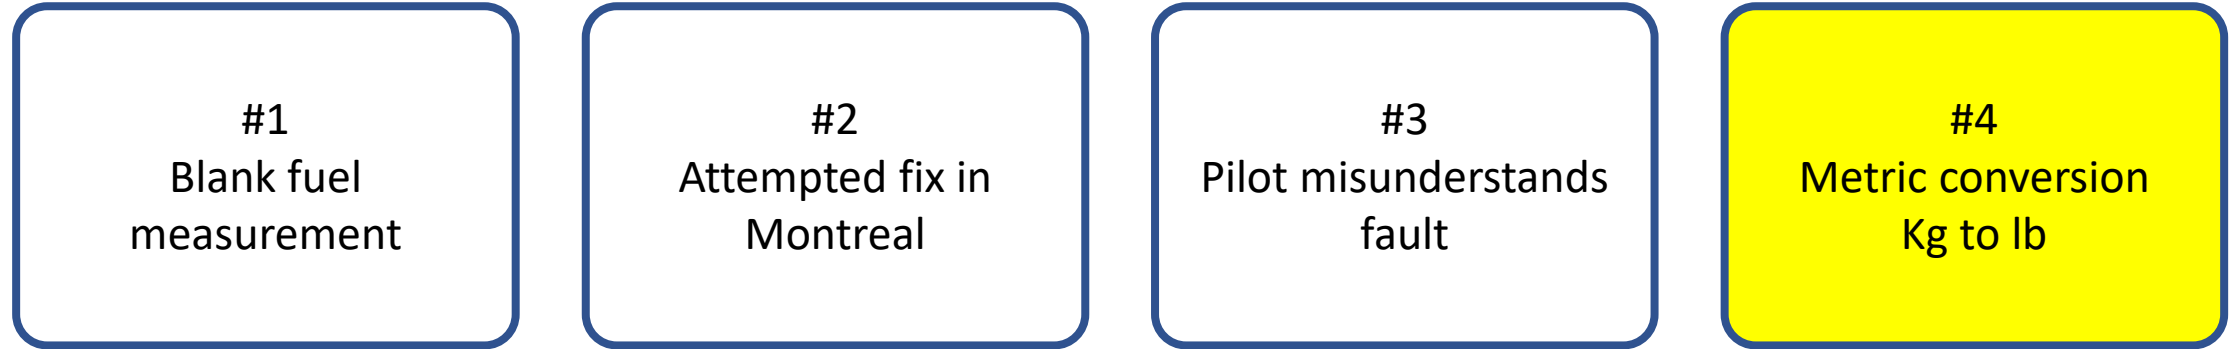 #1
Blank fuel
measurement
#2
Attempted fix in
Montreal
#3
Pilot misunderstands
fault
#4
Metric conversion
Kg to lb